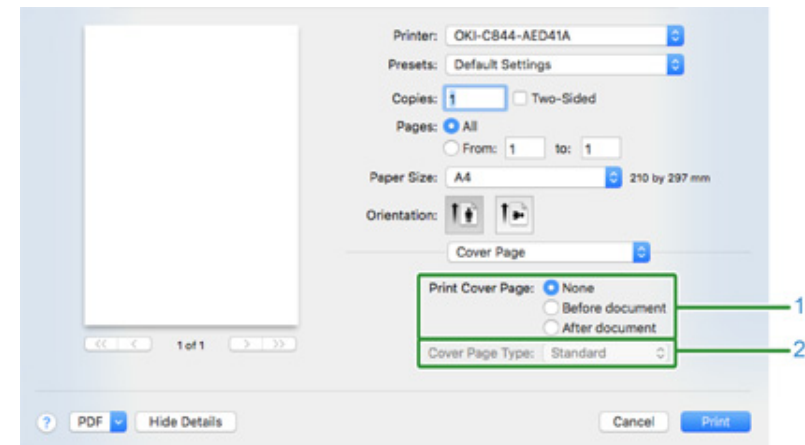 Printer: OKI-C844-AED41A
Presets: Default Settings
Copies: 1 Two-Sided
Pages: All
From: 1 to: 1
Paper Size: A4 210 by 297 mm
Orientation:
Cover Page
Print Cover Page: None
Before document
After document
1
Cover Page Type: Standard
2
1 of 1
? PDF Hide Details Cancel Print